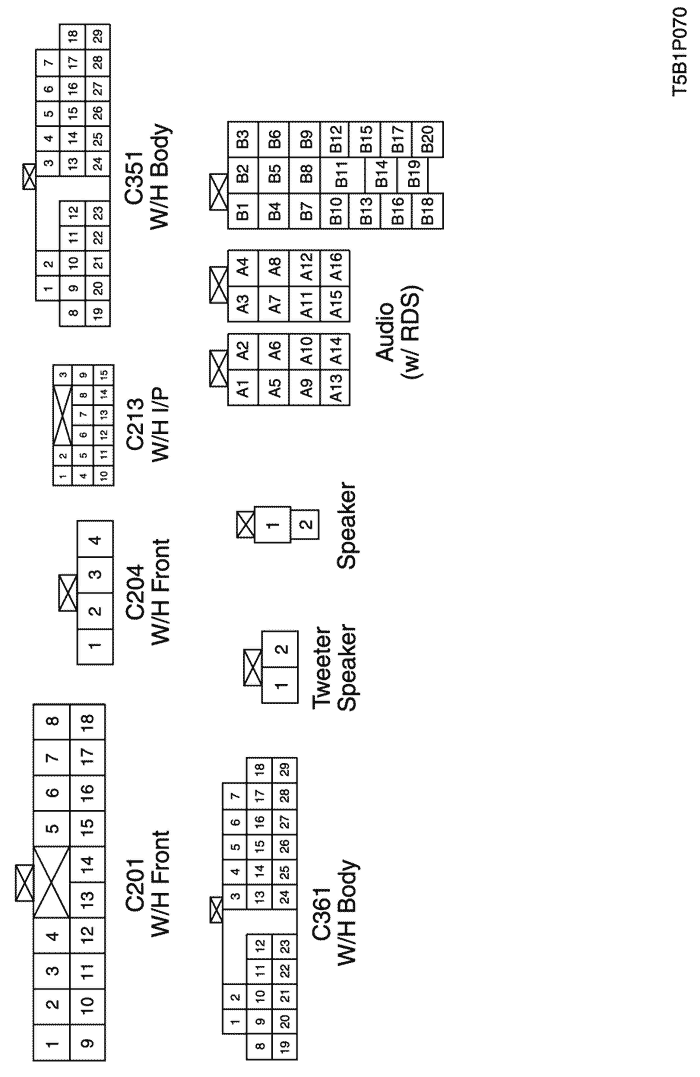 1 2 3 4 5 6 7 8
9 10 11 12 13 14 15 16 17 18
C201
W/H Front
1 2 3 4
C204
W/H Front
1 2 3
4 5 6 7 8 9
10 11 12 13 14 15
C213
W/H I/P
1 2 3 4 5 6 7
8 9 10 11 12 13 14 15 16 17 18
19 20 21 22 23 24 25 26 27 28 29
C351
W/H Body
1 2 3 4 5 6 7
8 9 10 11 12 13 14 15 16 17 18
19 20 21 22 23 24 25 26 27 28 29
C361
W/H Body
1 2
Tweeter
Speaker
1
2
Speaker
A1 A2 A3 A4
A5 A6 A7 A8
A9 A10 A11 A12
A13 A14 A15 A16
B1 B2 B3
B4 B5 B6
B7 B8 B9
B10 B11 B12
B13 B14 B15
B16 B19 B17
B18 B20
Audio
(w/ RDS)
T5B1P070